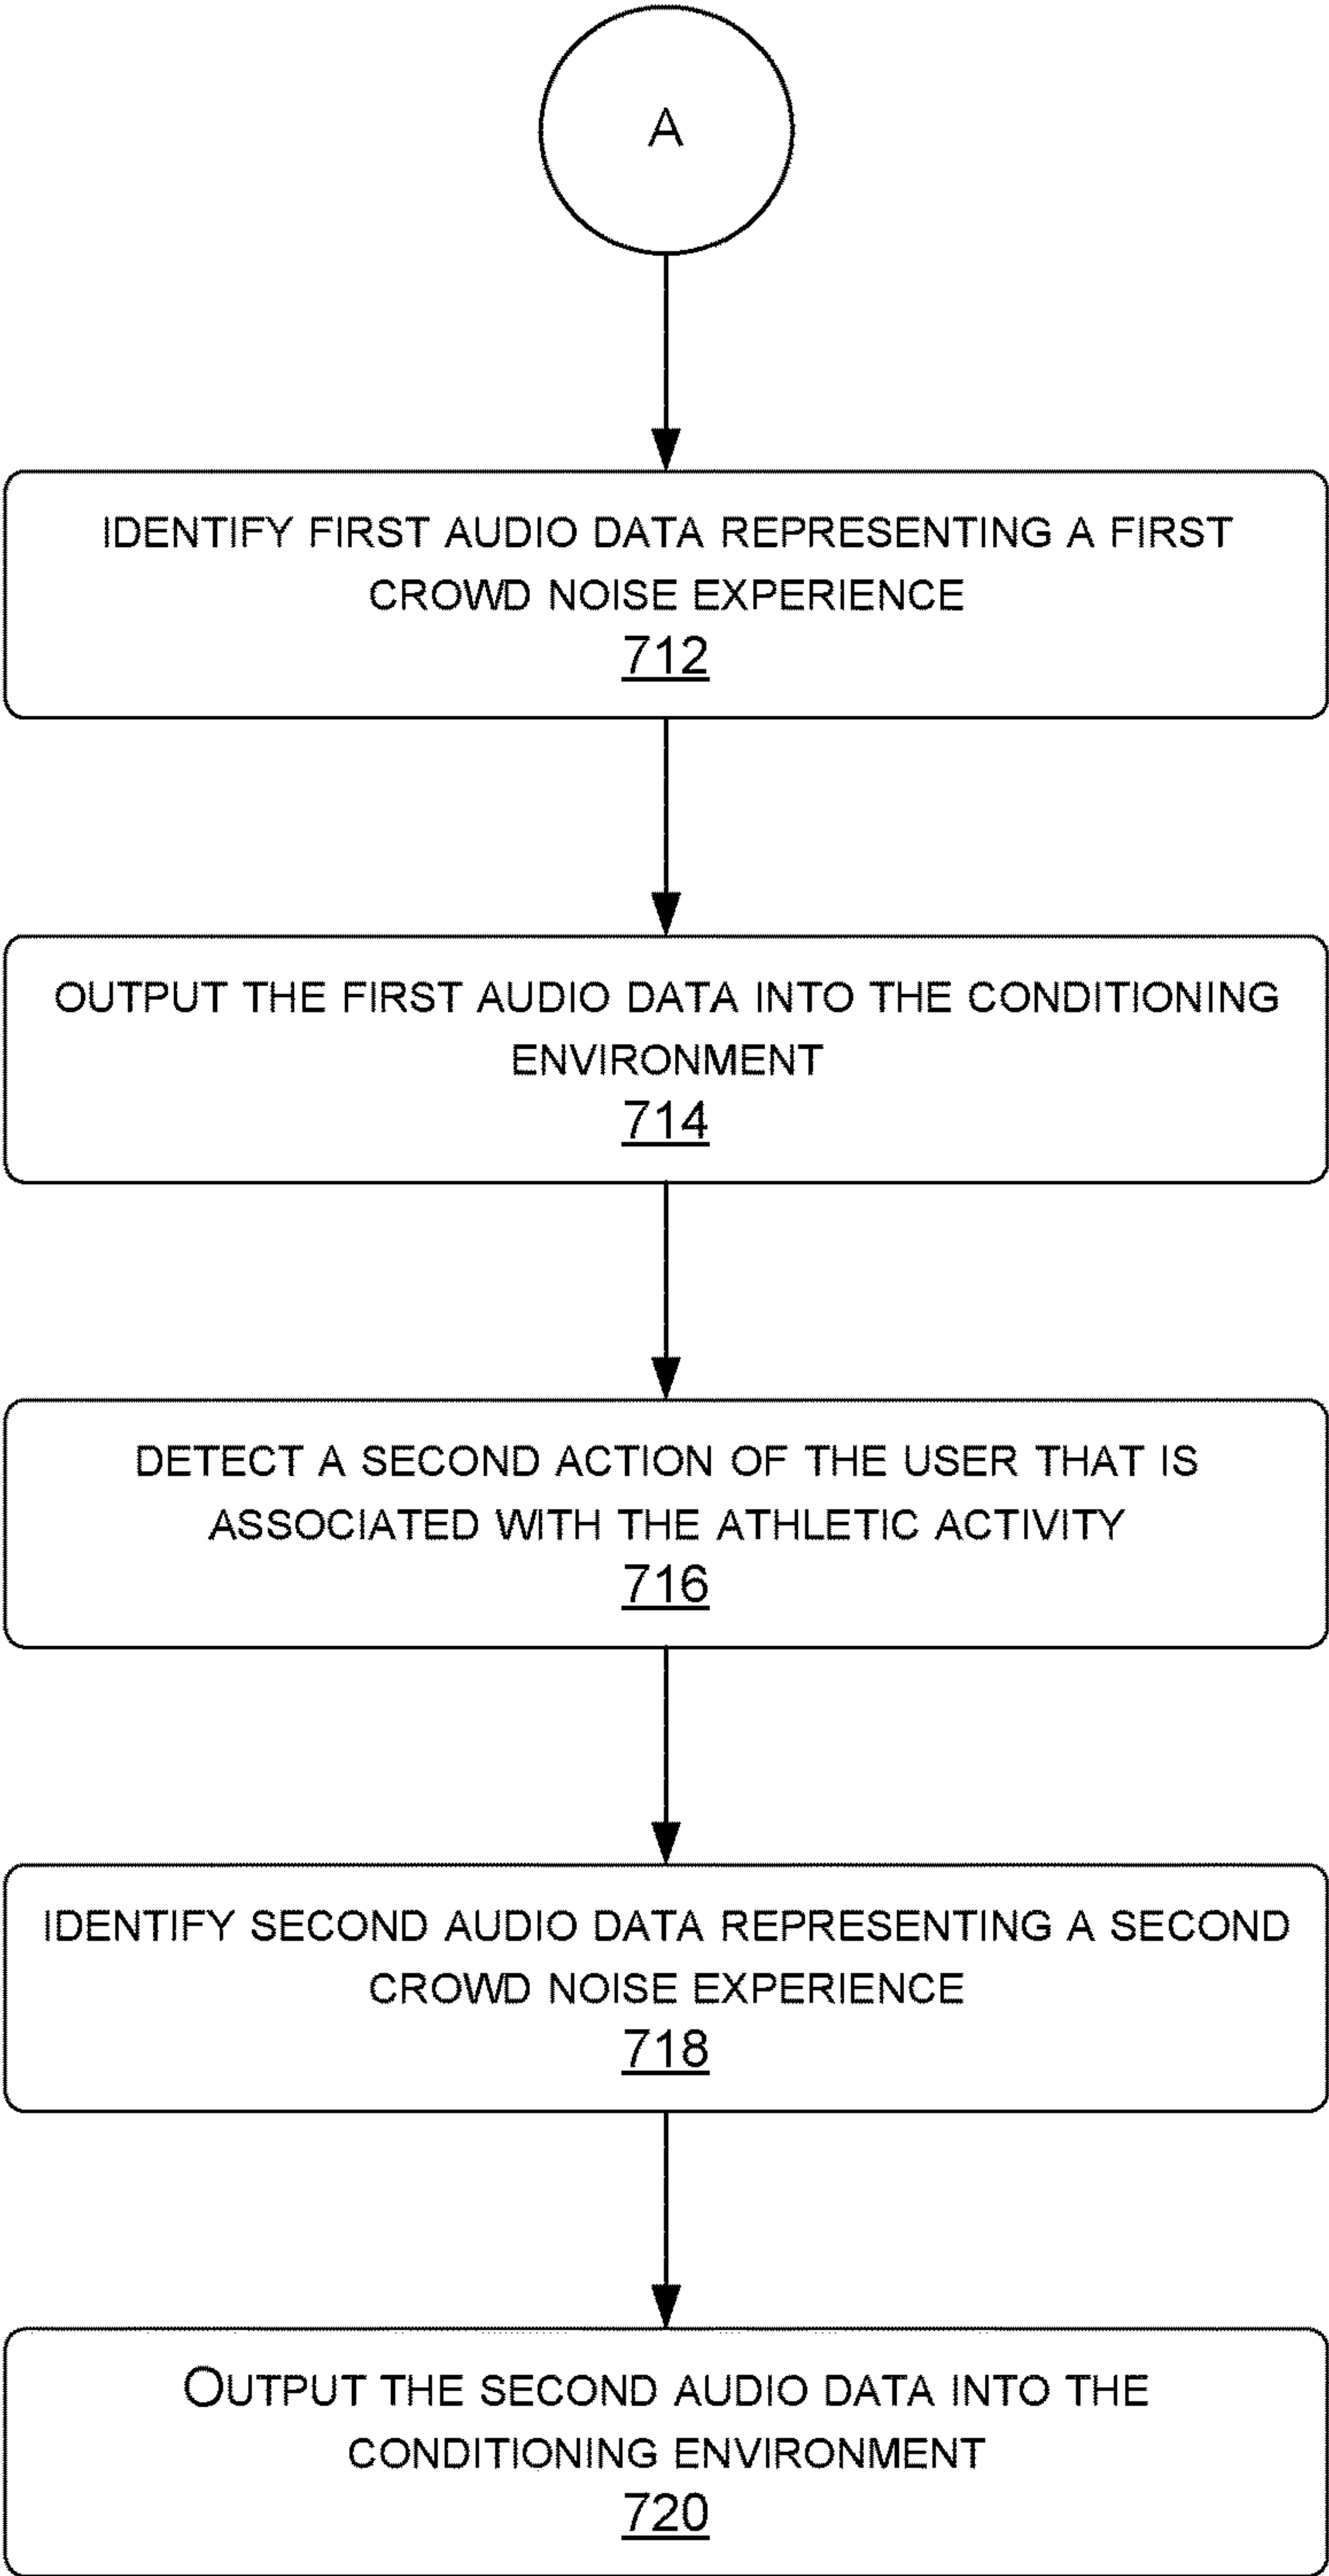 A
IDENTIFY FIRST AUDIO DATA REPRESENTING A FIRST
CROWD NOISE EXPERIENCE
712
OUTPUT THE FIRST AUDIO DATA INTO THE CONDITIONING
ENVIRONMENT
714
DETECT A SECOND ACTION OF THE USER THAT IS
ASSOCIATED WITH THE ATHLETIC ACTIVITY
716
IDENTIFY SECOND AUDIO DATA REPRESENTING A SECOND
CROWD NOISE EXPERIENCE
718
OUTPUT THE SECOND AUDIO DATA INTO THE
CONDITIONING ENVIRONMENT
720